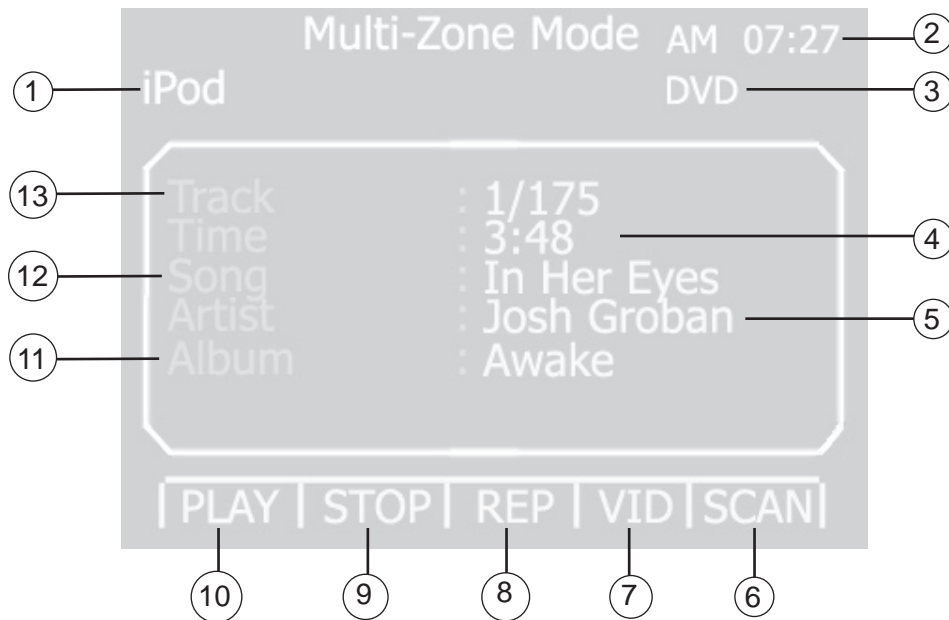 Multi-Zone Mode AM 07:27 2
1 iPod DVD 3
13 Track : 1/175
Time : 3:48 4
12 Song : In Her Eyes
Artist : Josh Groban 5
11 Album : Awake
PLAY | STOP | REP | VID | SCAN
10 9 8 7 6